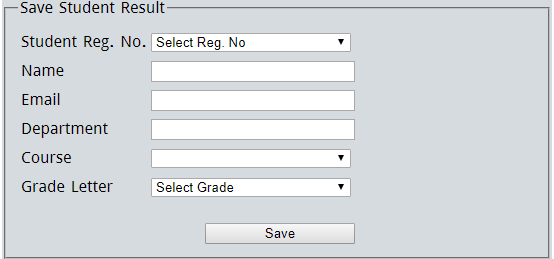 Save Student Result
Student Reg. No. Select Reg. No
Name
Email
Department
Course
Grade Letter Select Grade
Save